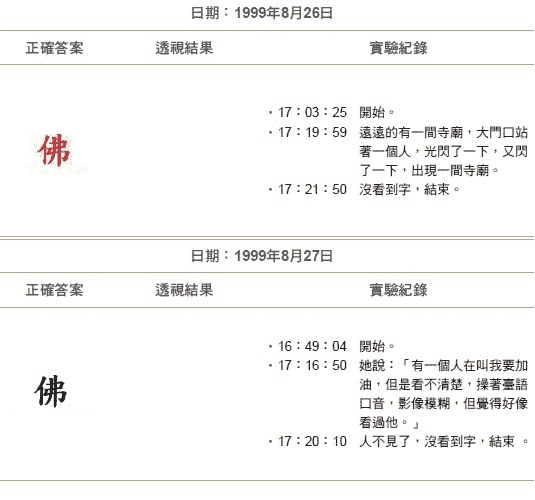 日期：1999年8月26日
正確答案 透視結果 實驗紀錄
佛
・17：03：25 開始。
・17：19：59 遠遠的有一間寺廟，大門口站
著一個人，光閃了一下，又閃
了一下，出現一間寺廟。
・17：21：50 沒看到字，結束。
日期：1999年8月27日
正確答案 透視結果 實驗紀錄
佛
・16：49：04 開始。
・17：16：50 她說：「有一個人在叫我要加
油，但是看不清楚，操著臺語
口音，影像模糊，但覺得好像
看過他。」
・17：20：10 人不見了，沒看到字，結束 。